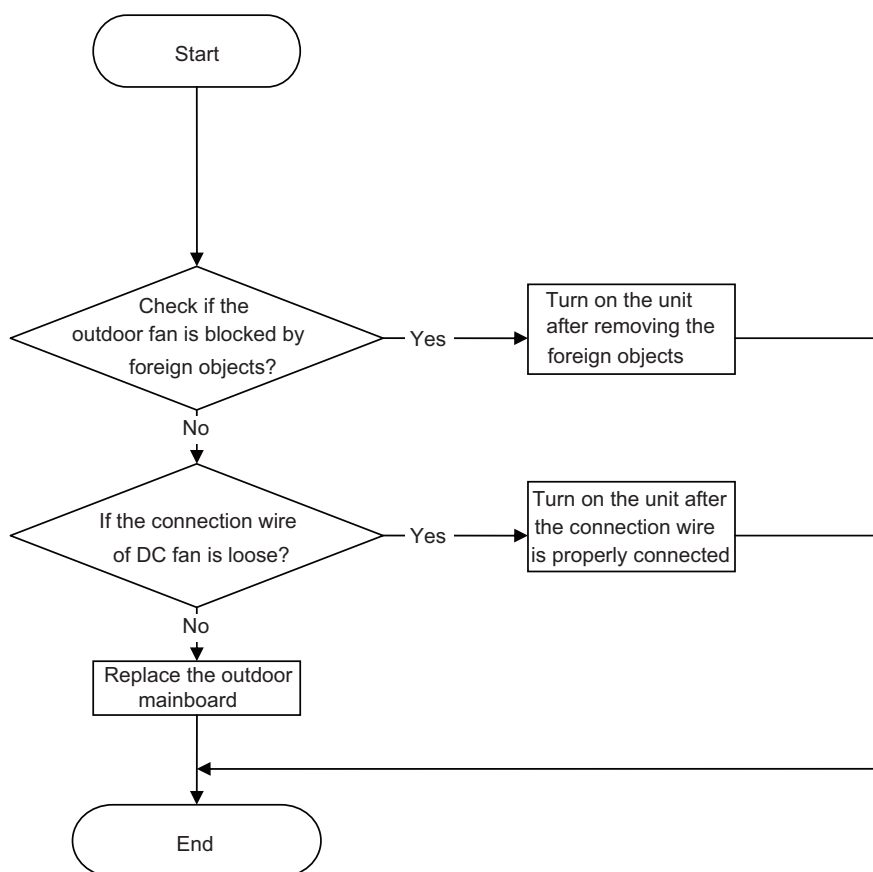 Start
Check if the
outdoor fan is blocked by
foreign objects?
Yes
Turn on the unit
after removing the
foreign objects
No
If the connection wire
of DC fan is loose?
Yes
Turn on the unit after
the connection wire
is properly connected
No
Replace the outdoor
mainboard
End